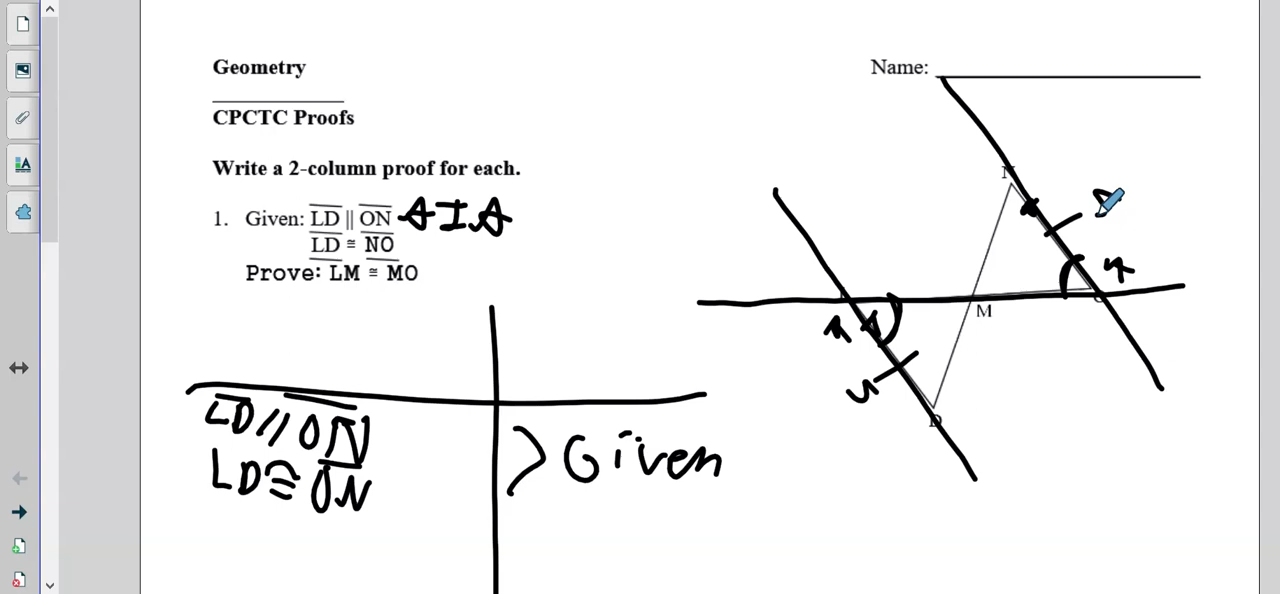 Geometry
Name:
CPCTC Proofs
Write a 2-column proof for each.
1. Given: LD || ON AIA
LD ≅ NO
Prove: LM ≅ MO
N
A
M
A
S
D
LD // ON
LD ≅ ON
> Given